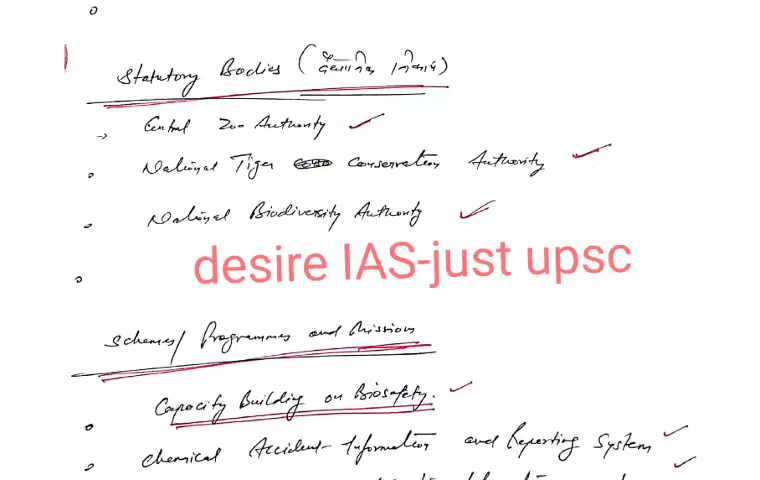 Statutory Bodies (वैधानिक निकाय)
Central Zoo Authority
National Tiger Conservation Authority
National Biodiversity Authority
desire IAS-just upsc
Schemes/ Programmes and Missions
Capacity Building on Biosafety.
Chemical Accident Information and Reporting System